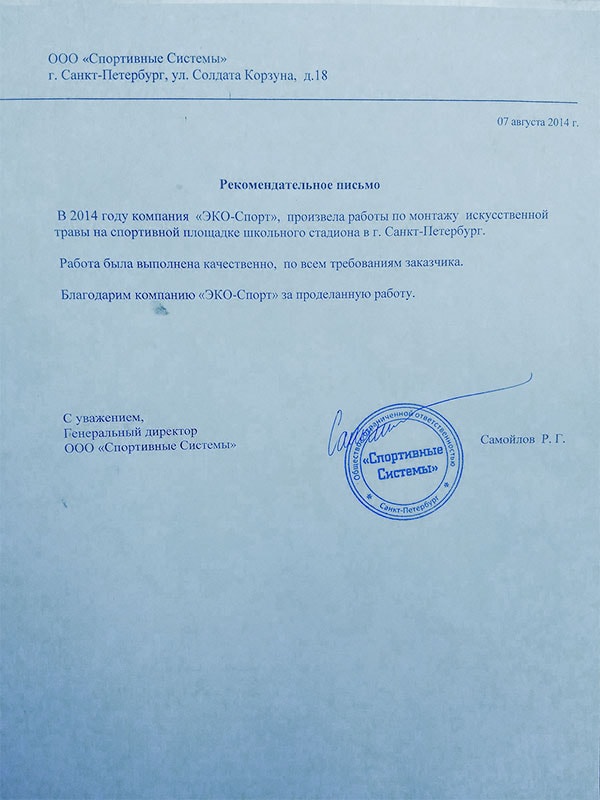 ООО «Спортивные Системы»
г. Санкт-Петербург, ул. Солдата Корзуна, д.18
07 августа 2014 г.
Рекомендательное письмо
В 2014 году компания «ЭКО-Спорт», произвела работы по монтажу искусственной
травы на спортивной площадке школьного стадиона в г. Санкт-Петербург.
Работа была выполнена качественно, по всем требованиям заказчика.
Благодарим компанию «ЭКО-Спорт» за проделанную работу.
С уважением,
Генеральный директор
ООО «Спортивные Системы»
Общество с ограниченной ответственностью
«Спортивные
Системы»
Санкт-Петербург
Самойлов Р. Г.